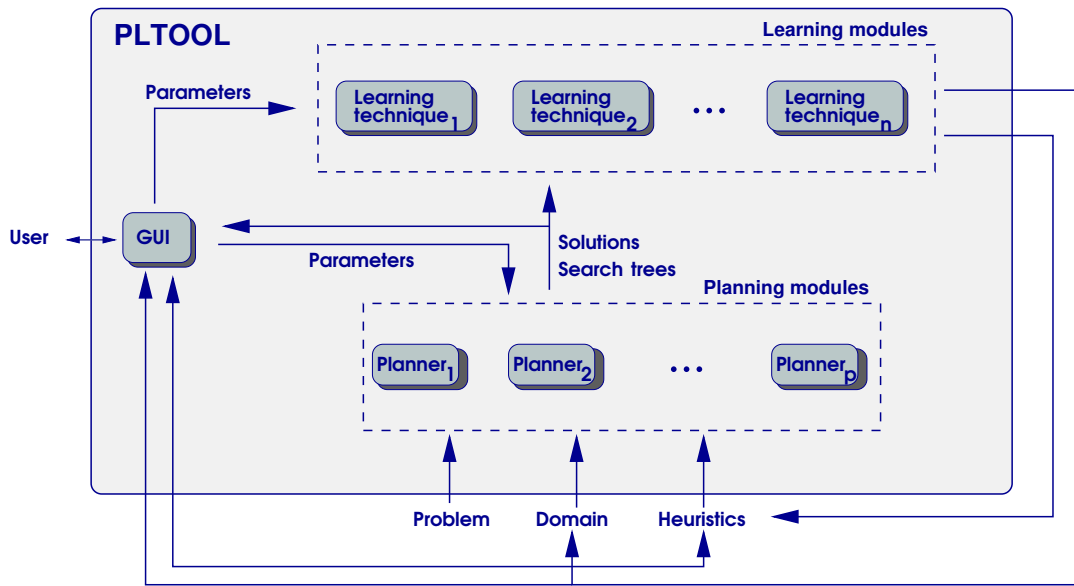 PLTOOL
Learning modules
Parameters
Learning
technique1
Learning
technique2
...
Learning
techniquen
User
GUI
Parameters
Solutions
Search trees
Planning modules
Planner1
Planner2
...
Plannerp
Problem
Domain
Heuristics